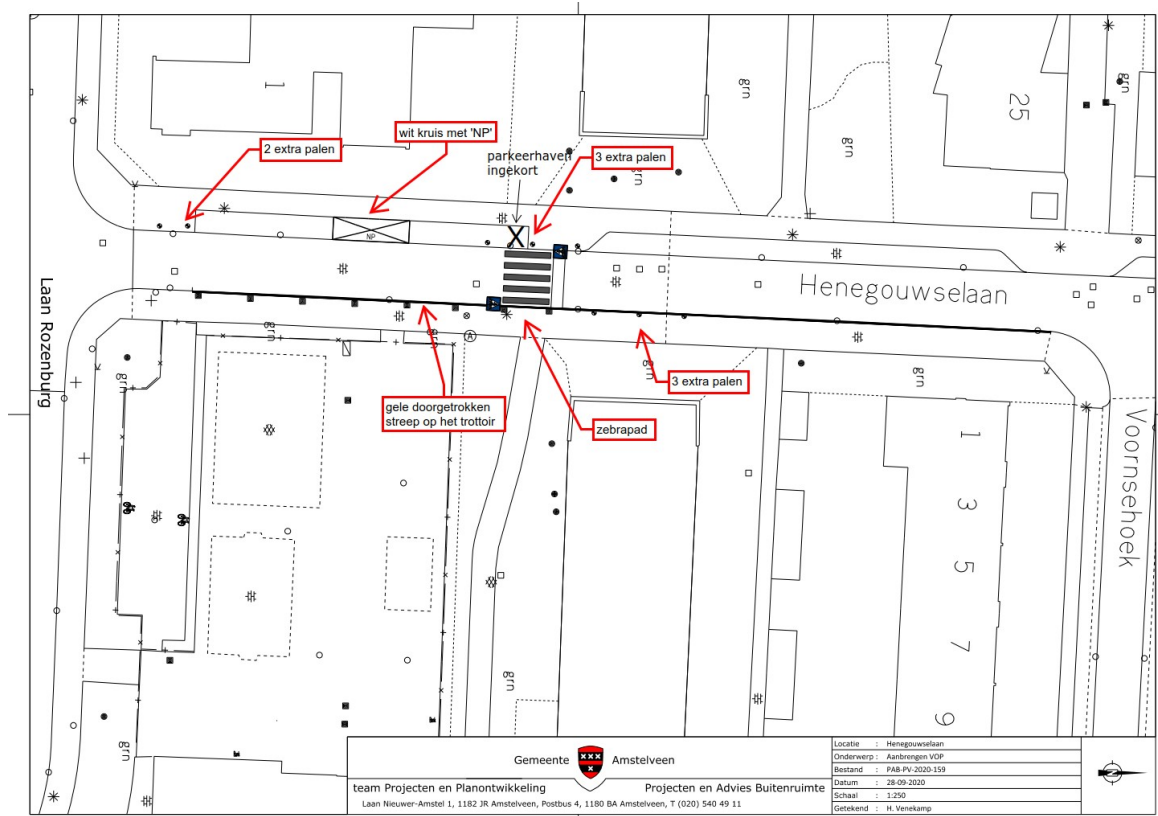 1
grn
25
grn
grn
wit kruis met 'NP'
2 extra palen
parkeerhaven
ingekort
3 extra palen
X
NP
Laan Rozenburg
Henegouwselaan
grn
A
grn
grn
grn
grn
3 extra palen
gele doorgetrokken
streep op het trottoir
zebrapad
Voornsehoek
1
3
5
7
9
grn
grn
Gemeente Amstelveen
team Projecten en Planontwikkeling
Projecten en Advies Buitenruimte
Laan Nieuwer-Amstel 1, 1182 JR Amstelveen, Postbus 4, 1180 BA Amstelveen, T (020) 540 49 11
Locatie : Henegouwselaan
Onderwerp : Aanbrengen VOP
Bestand : PAB-PV-2020-159
Datum : 28-09-2020
Schaal : 1:250
Getekend : H. Venekamp